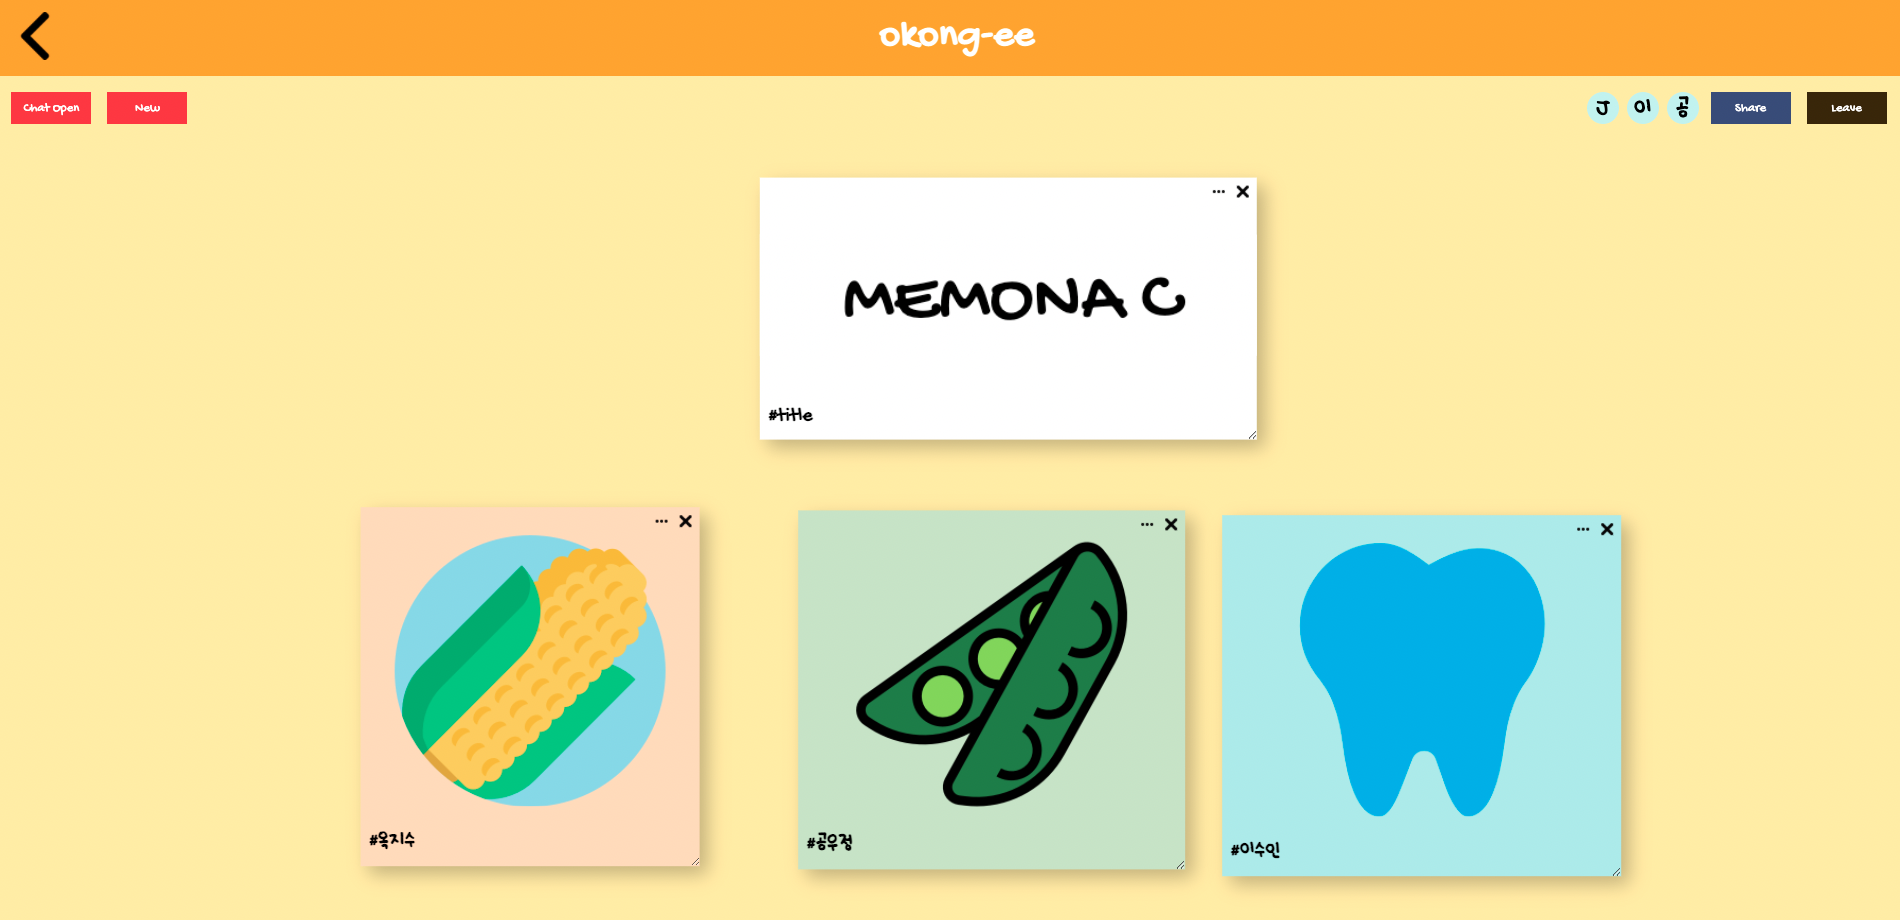 okong-ee
Chat Open
New
J
이
공
Share
Leave
MEMONA C
#title
#옥지수
#공우정
#이수인